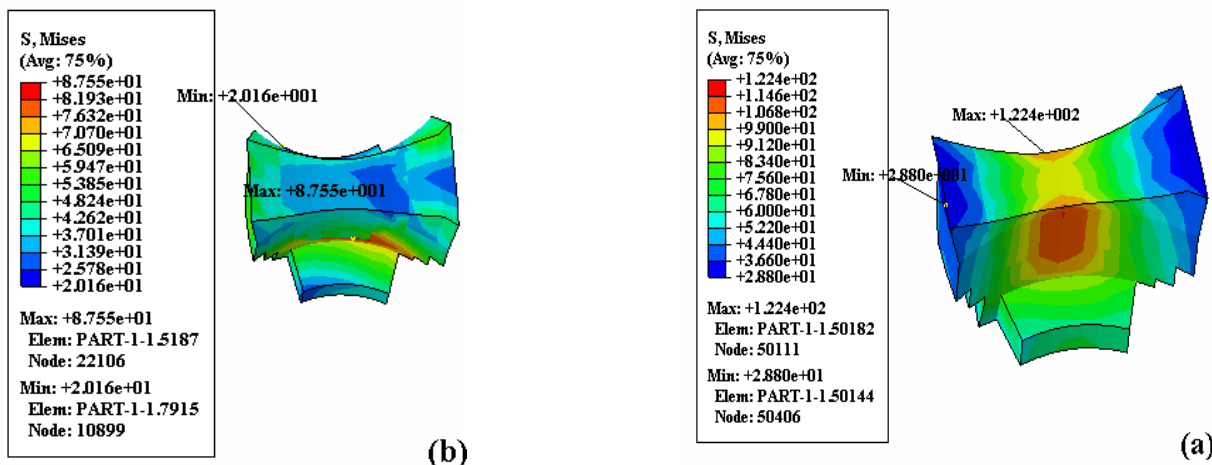 S, Mises
(Avg: 75%)
+8.755e+01
+8.193e+01
+7.632e+01
+7.070e+01
+6.509e+01
+5.947e+01
+5.385e+01
+4.824e+01
+4.262e+01
+3.701e+01
+3.139e+01
+2.578e+01
+2.016e+01
Max: +8.755e+01
Elem: PART-1-1.5187
Node: 22106
Min: +2.016e+01
Elem: PART-1-1.7915
Node: 10899
Min: +2.016e+001
Max: +8.755e+001
(b)
S, Mises
(Avg: 75%)
+1.224e+02
+1.146e+02
+1.068e+02
+9.900e+01
+9.120e+01
+8.340e+01
+7.560e+01
+6.780e+01
+6.000e+01
+5.220e+01
+4.440e+01
+3.660e+01
+2.880e+01
Max: +1.224e+02
Elem: PART-1-1.50182
Node: 50111
Min: +2.880e+01
Elem: PART-1-1.50144
Node: 50406
Max: +1.224e+002
Min: +2.880e+001
(a)